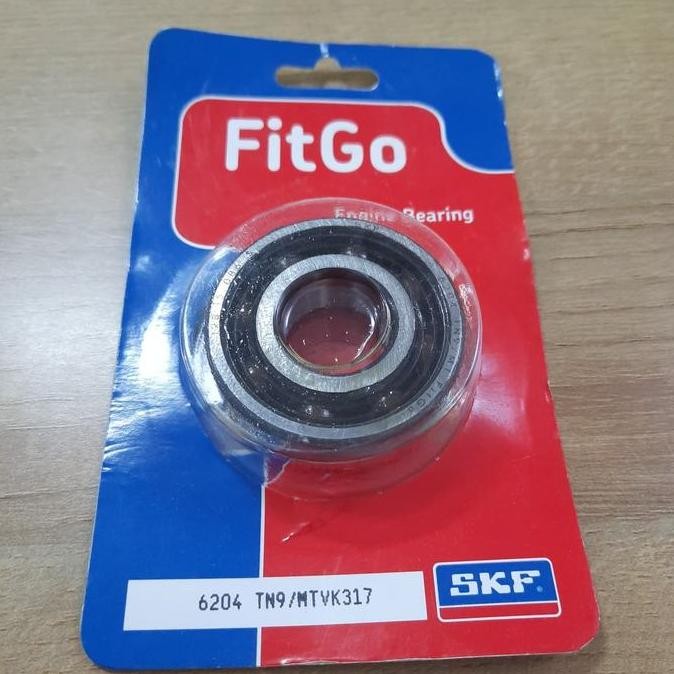 FitGo
Engine Bearing
6204 TN9/MTVK317
SKF